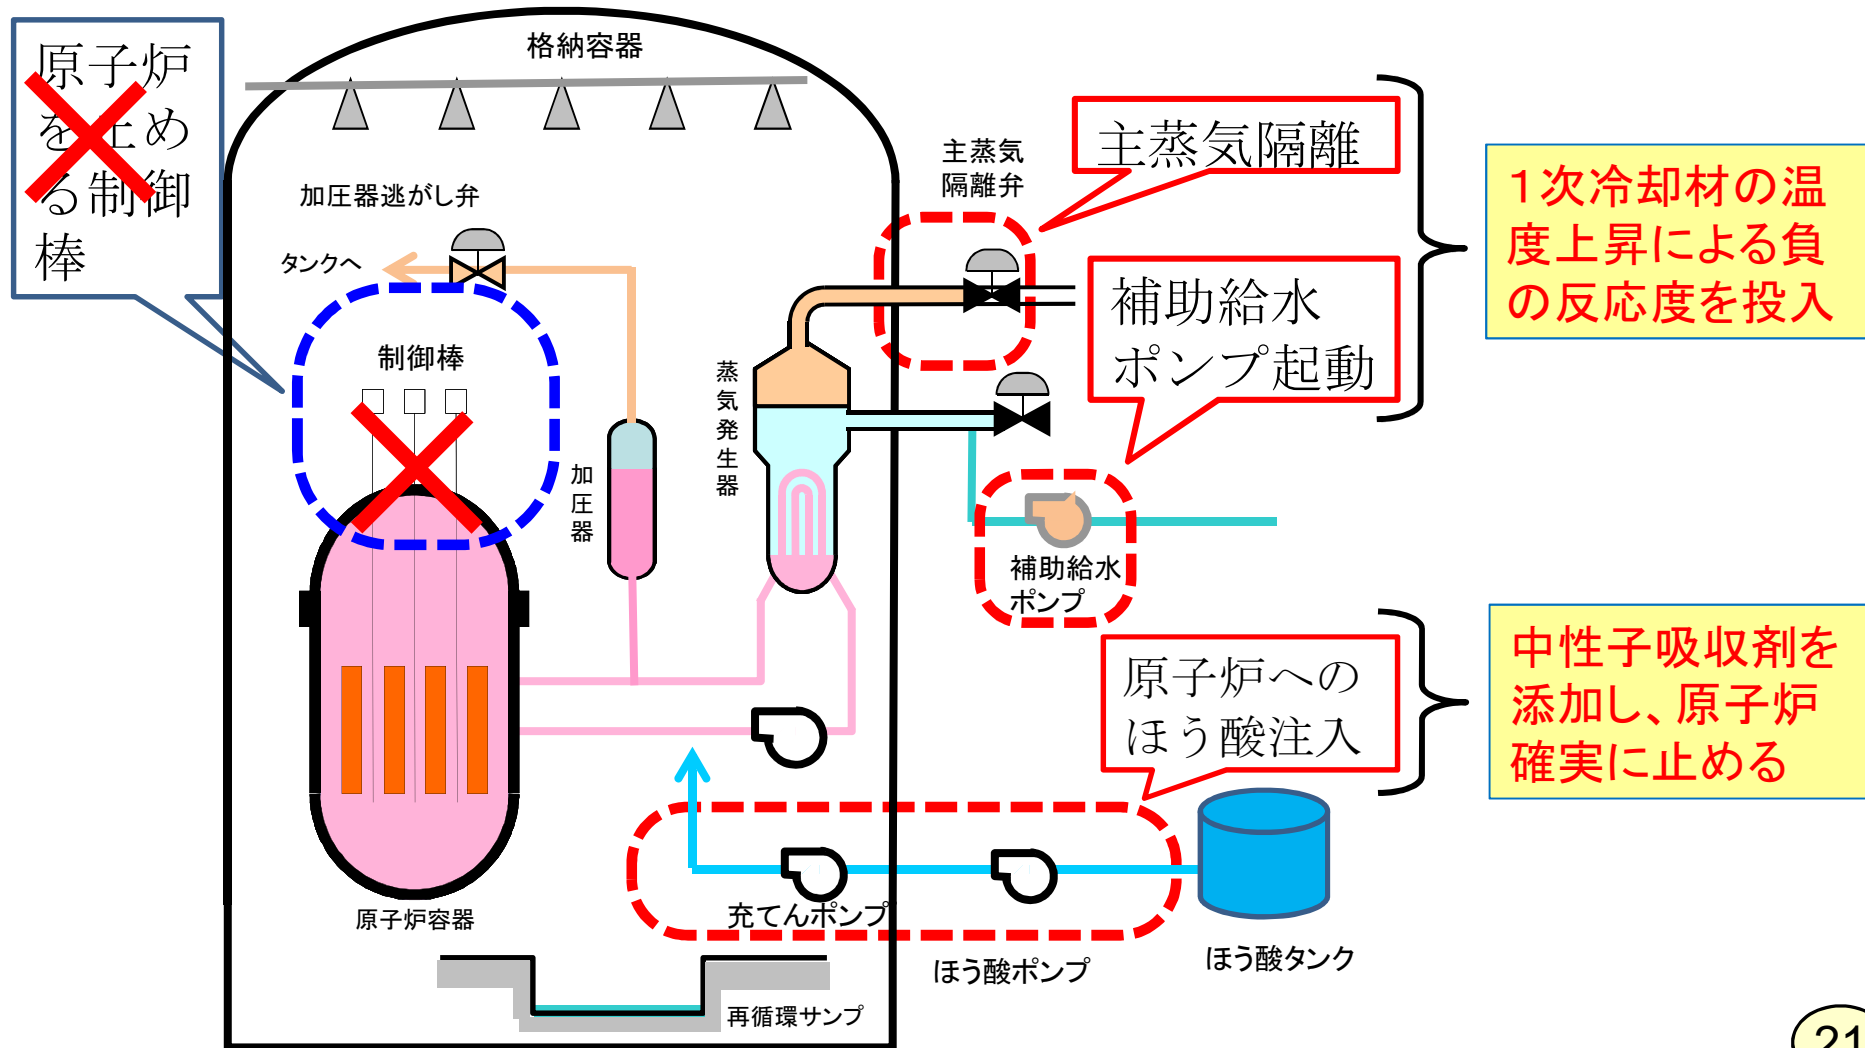 原子炉
を止め
る制御
棒
格納容器
加圧器逃がし弁
タンクへ
制御棒
加圧器
蒸気発生器
主蒸気
隔離弁
主蒸気隔離
補助給水
ポンプ起動
1次冷却材の温
度上昇による負
の反応度を投入
補助給水
ポンプ
原子炉への
ほう酸注入
中性子吸収剤を
添加し、原子炉
確実に止める
原子炉容器
充てんポンプ
ほう酸ポンプ
ほう酸タンク
再循環サンプ
21